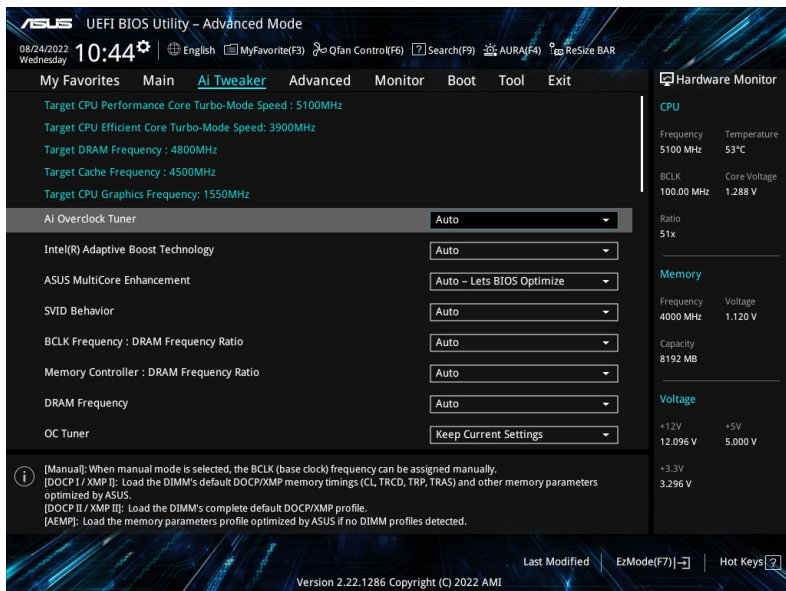 ASUS UEFI BIOS Utility – Advanced Mode
08/24/2022 Wednesday 10:44 English MyFavorite(F3) Qfan Control(F6) ? Search(F9) AURA(F4) ReSize BAR
My Favorites Main Ai Tweaker Advanced Monitor Boot Tool Exit
Target CPU Performance Core Turbo-Mode Speed : 5100MHz
Target CPU Efficient Core Turbo-Mode Speed: 3900MHz
Target DRAM Frequency : 4800MHz
Target Cache Frequency : 4500MHz
Target CPU Graphics Frequency: 1550MHz
Ai Overclock Tuner Auto
Intel(R) Adaptive Boost Technology Auto
ASUS MultiCore Enhancement Auto – Lets BIOS Optimize
SVID Behavior Auto
BCLK Frequency : DRAM Frequency Ratio Auto
Memory Controller : DRAM Frequency Ratio Auto
DRAM Frequency Auto
OC Tuner Keep Current Settings
[Manual]: When manual mode is selected, the BCLK (base clock) frequency can be assigned manually.
[DOCP I / XMP I]: Load the DIMM's default DOCP/XMP memory timings (CL, TRCD, TRP,
TRAS) and other memory parameters
optimized by ASUS.
[DOCP II / XMP II]: Load the DIMM's complete default DOCP/XMP profile.
[AEMP]: Load the memory parameters profile optimized by ASUS if no DIMM profiles detected.
Hardware Monitor
CPU
Frequency Temperature
5100 MHz 53°C
BCLK Core Voltage
100.00 MHz 1.288 V
Ratio
51x
Memory
Frequency Voltage
4000 MHz 1.120 V
Capacity
8192 MB
Voltage
+12V +5V
12.096 V 5.000 V
+3.3V
3.296 V
Last Modified EzMode(F7) Hot Keys ?
Version 2.22.1286 Copyright (C) 2022 AMI